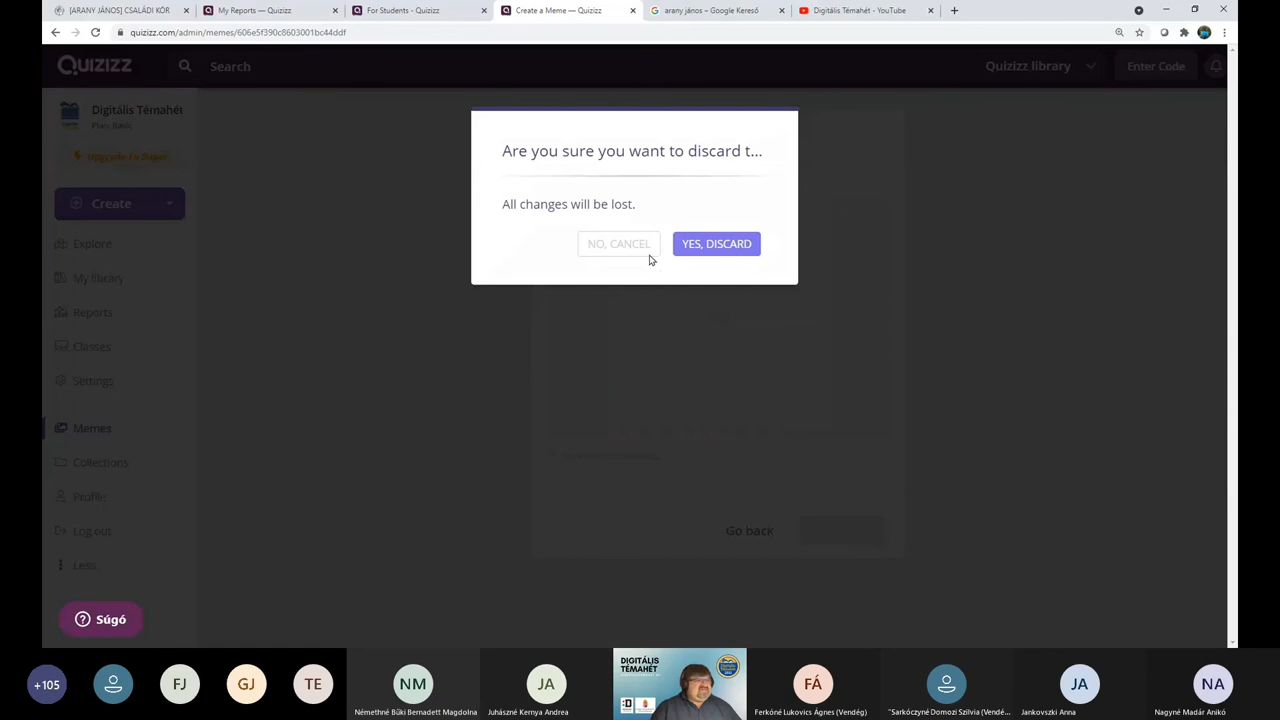 [ARANY JÁNOS] CSALÁDI KÖR
My Reports — Quizizz
For Students - Quizizz
Create a Meme — Quizizz
arany jános – Google Kereső
Digitális Témahét - YouTube
quizizz.com/admin/memes/606e5f390c8603001bc44ddf
Quizizz
Search
Quizizz library
Enter Code
Digitális Témahét
Plan: Basic
Upgrade To Super
Create
Explore
My library
Reports
Classes
Settings
Memes
Collections
Profile
Log out
Less
Súgó
Are you sure you want to discard t...
All changes will be lost.
NO, CANCEL
YES, DISCARD
Go back
+105
FJ
GJ
TE
NM
Némethné Büki Bernadett Magdolna
JA
Juhászné Kernya Andrea
DIGITÁLIS
TÉMAHÉT
FÁ
Ferkóné Lukovics Ágnes (Vendég)
"Sarkóczyné Domozi Szilvia (Vendé...
JA
Jankovszki Anna
NA
Nagyné Madár Anikó